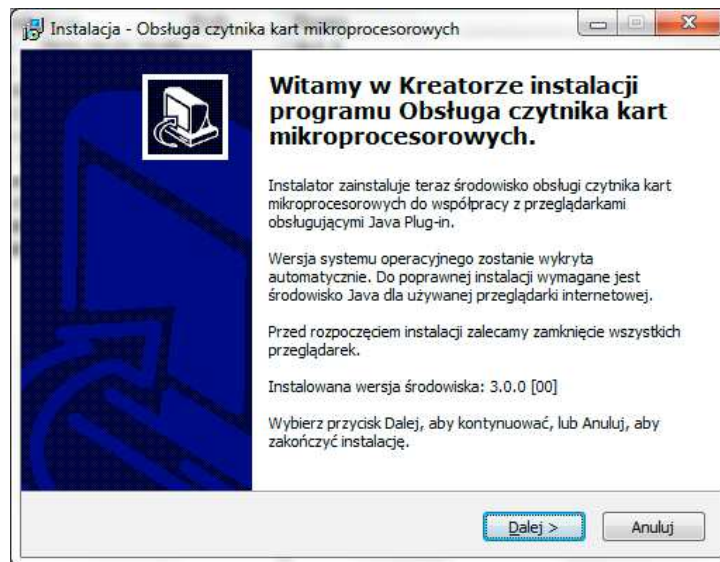 Instalacja - Obsługa czytnika kart mikroprocesorowych
Witamy w Kreatorze instalacji
programu Obsługa czytnika kart
mikroprocesorowych.
Instalator zainstaluje teraz środowisko obsługi czytnika kart
mikroprocesorowych do współpracy z przeglądarkami
obsługującymi Java Plug-in.
Wersja systemu operacyjnego zostanie wykryta
automatycznie. Do poprawnej instalacji wymagane jest
środowisko Java dla używanej przeglądarki internetowej.
Przed rozpoczęciem instalacji zalecamy zamknięcie wszystkich
przeglądarek.
Instalowana wersja środowiska: 3.0.0 [00]
Wybierz przycisk Dalej, aby kontynuować, lub Anuluj, aby
zakończyć instalację.
Dalej >
Anuluj